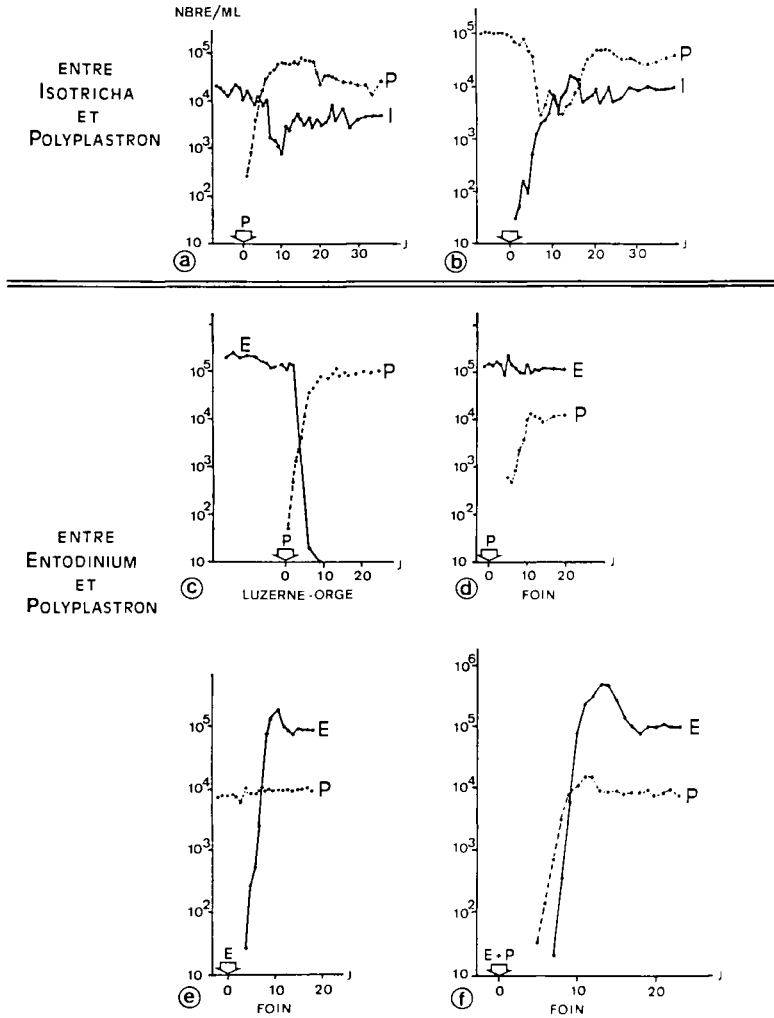 NBRE/ML
ENTRE
ISOTRICHA
ET
POLYPLASTRON
10⁵
10⁴
10³
10²
10
P
I
P
0 10 20 30 J
ⓐ
10⁵
10⁴
10³
10²
10
P
I
0 10 20 30 J
ⓑ
ENTRE
ENTODINIUM
ET
POLYPLASTRON
10⁵
10⁴
10³
10²
10
E
P
P
0 10 20 J
ⓒ LUZERNE-ORGE
10⁵
10⁴
10³
10²
10
E
P
P
0 10 20 J
ⓓ FOIN
10⁵
10⁴
10³
10²
10
E
P
E
0 10 20 J
ⓔ FOIN
10⁶
10⁵
10⁴
10³
10²
10
E
P
E+P
0 10 20 J
ⓕ FOIN